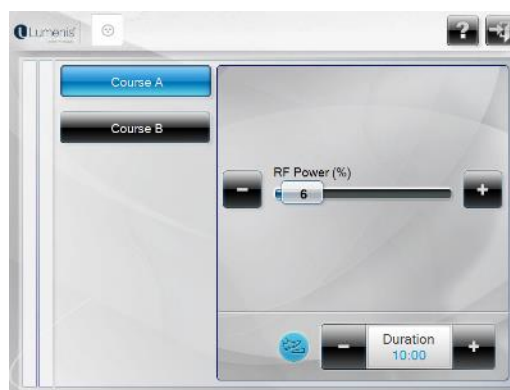 Lumenis
?
Course A
Course B
RF Power (%)
6
Duration
10:00